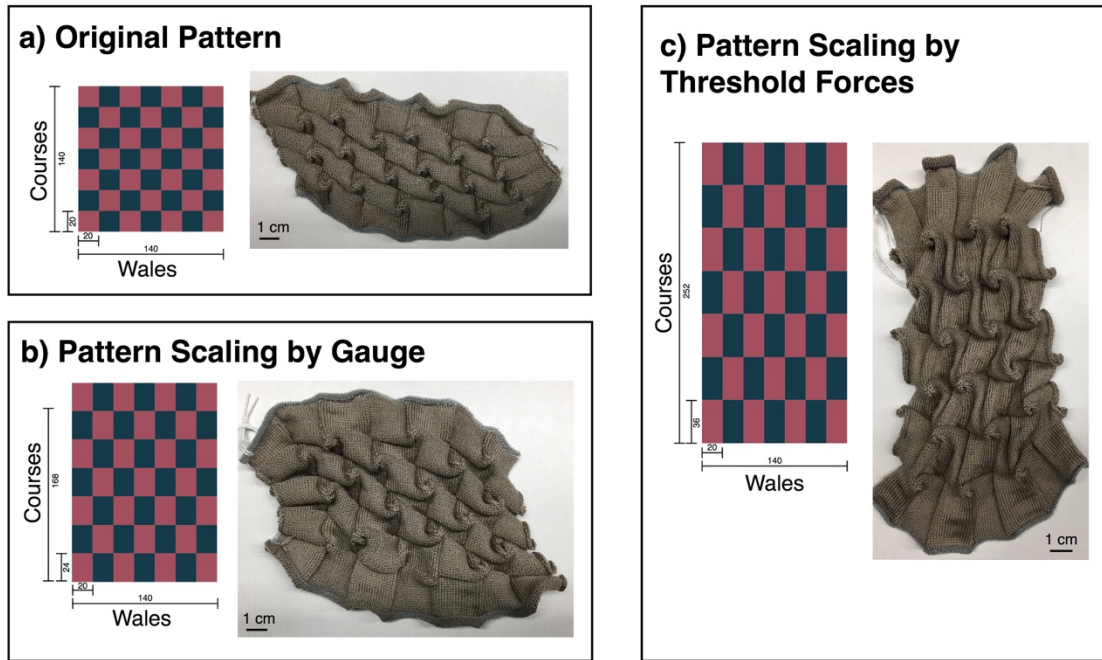 a) Original Pattern
Courses
140
20
20
140
Wales
1 cm
b) Pattern Scaling by Gauge
Courses
168
24
20
140
Wales
1 cm
c) Pattern Scaling by
Threshold Forces
Courses
252
36
20
140
Wales
1 cm